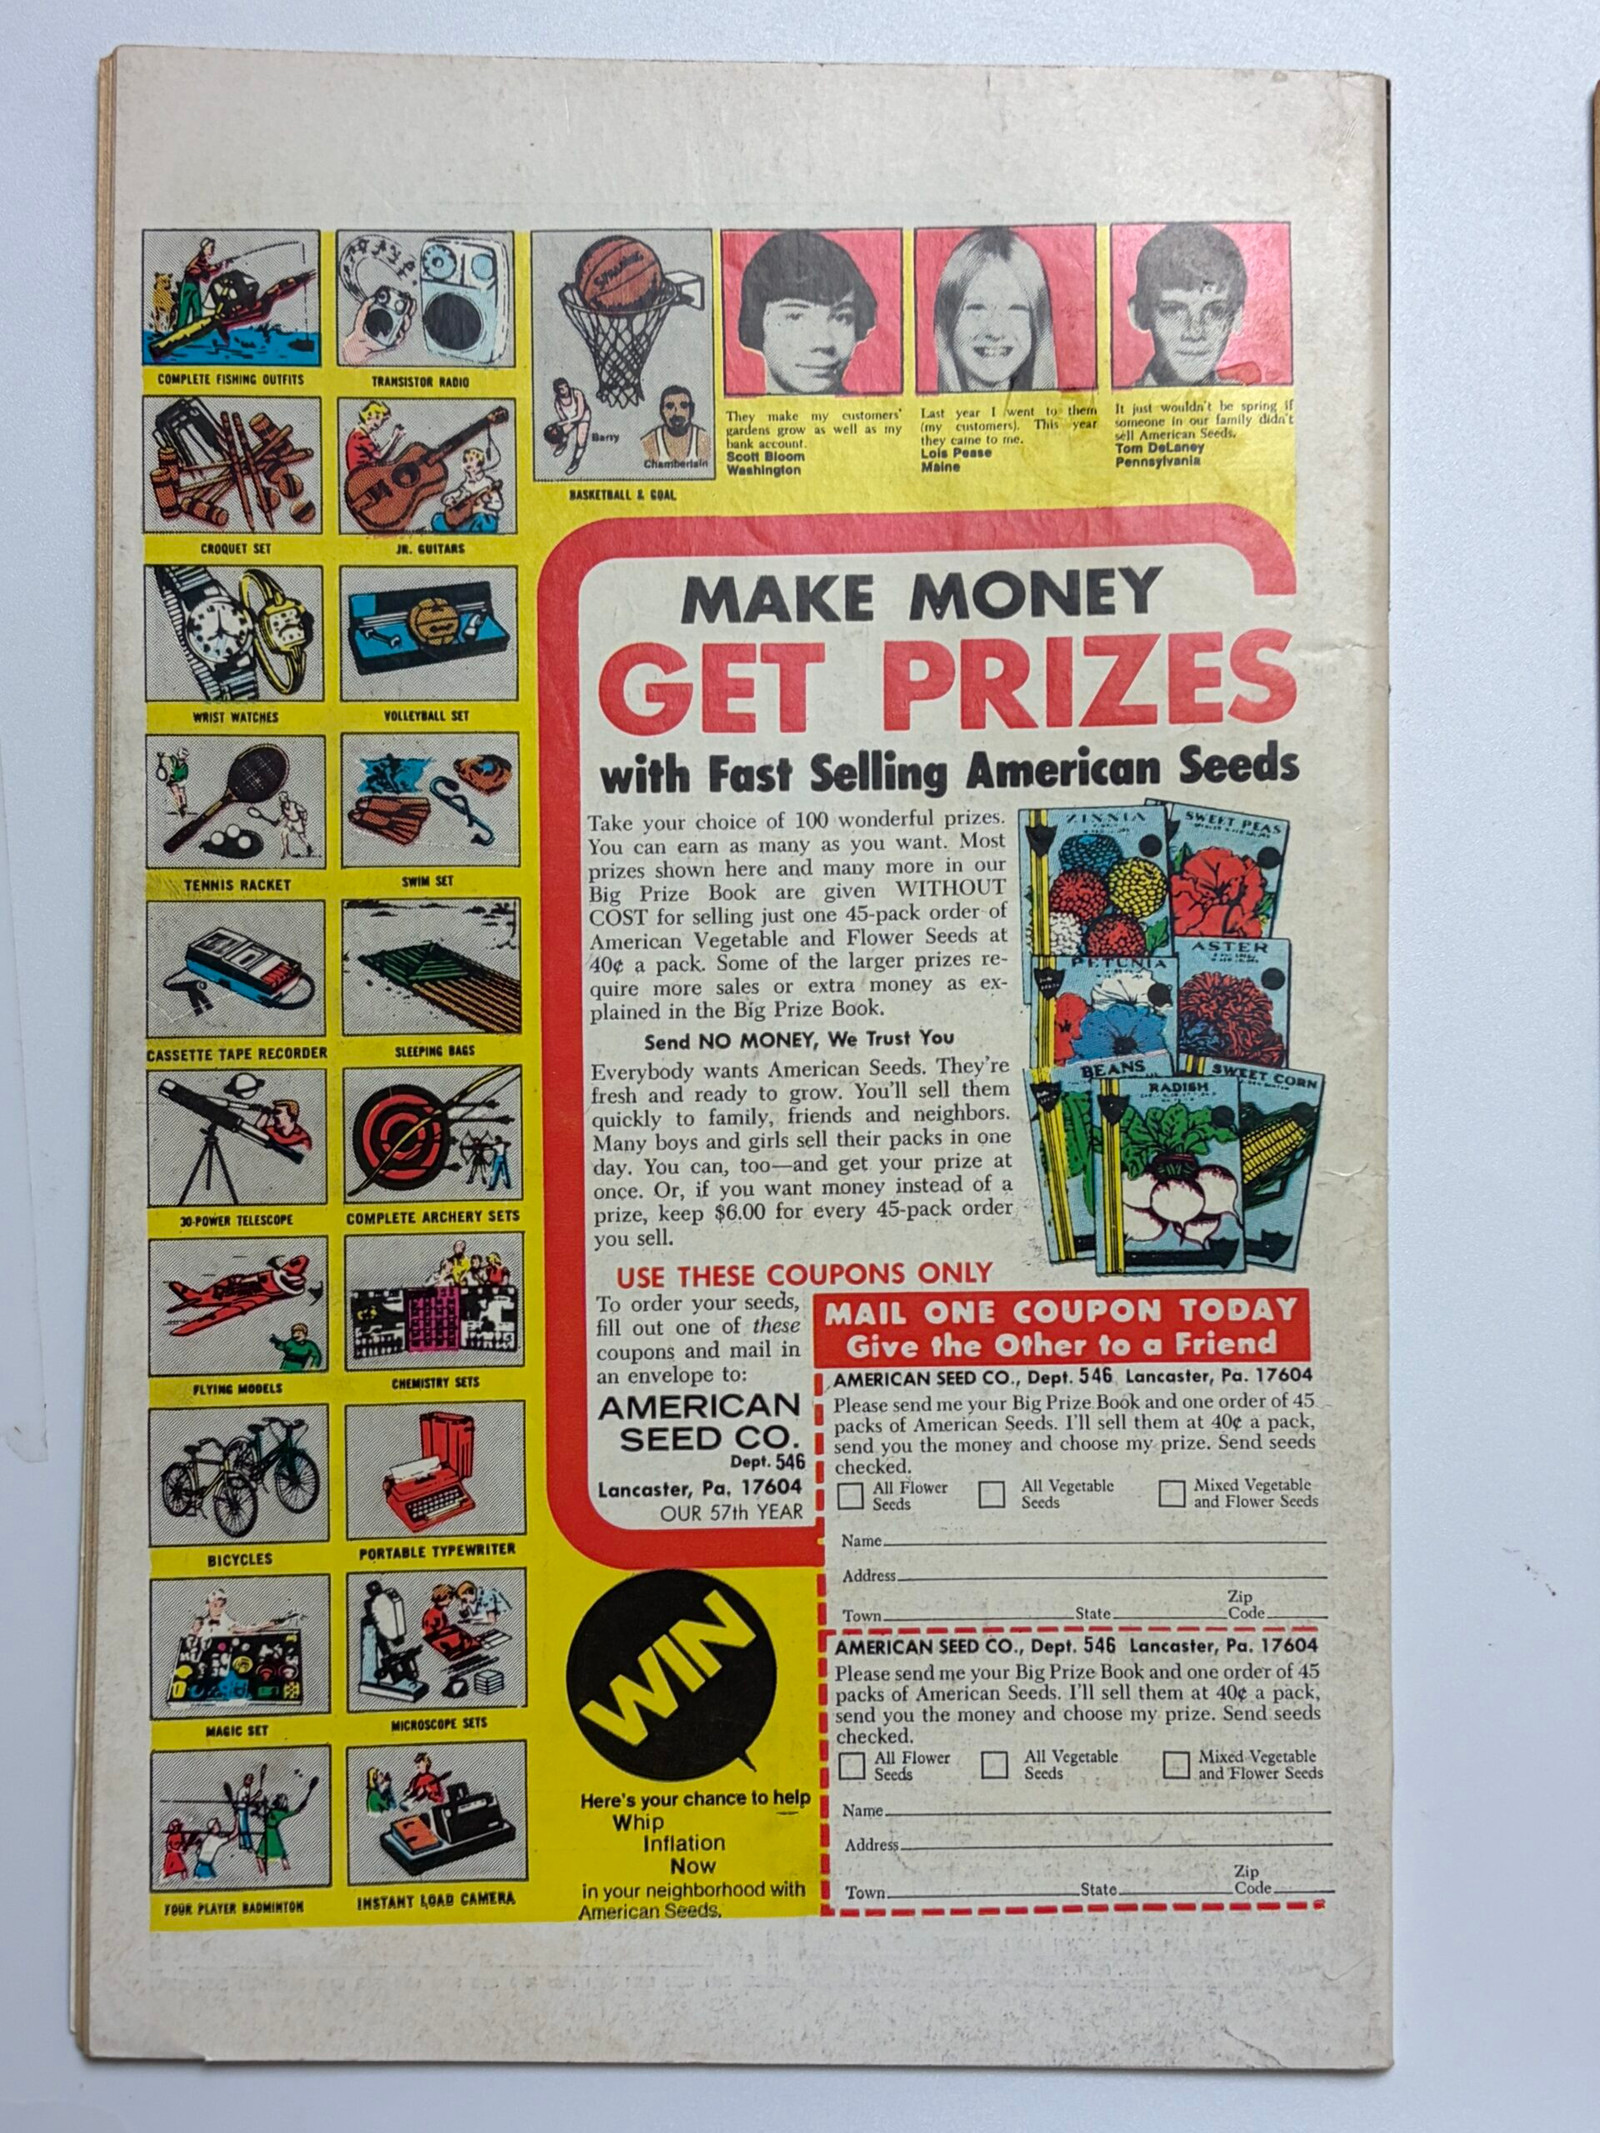 COMPLETE FISHING OUTFITS
TRANSISTOR RADIO
SPALDING
Barry
Chamberlain
BASKETBALL & GOAL
They make my customers'
gardens grow as well as my
bank account.
Scott Bloom
Washington
Last year I went to them
(my customers). This year
they came to me.
Lois Pease
Maine
It just wouldn't be spring if
someone in our family didn't
sell American Seeds.
Tom DeLaney
Pennsylvania
CROQUET SET
JR. GUITARS
WRIST WATCHES
VOLLEYBALL SET
TENNIS RACKET
SWIM SET
CASSETTE TAPE RECORDER
SLEEPING BAGS
30-POWER TELESCOPE
COMPLETE ARCHERY SETS
FLYING MODELS
CHEMISTRY SETS
BICYCLES
PORTABLE TYPEWRITER
MAGIC SET
MICROSCOPE SETS
FOUR PLAYER BADMINTON
INSTANT LOAD CAMERA
MAKE MONEY
GET PRIZES
with Fast Selling American Seeds
Take your choice of 100 wonderful prizes.
You can earn as many as you want. Most
prizes shown here and many more in our
Big Prize Book are given WITHOUT
COST for selling just one 45-pack order of
American Vegetable and Flower Seeds at
40¢ a pack. Some of the larger prizes re-
quire more sales or extra money as ex-
plained in the Big Prize Book.
Send NO MONEY, We Trust You
Everybody wants American Seeds. They're
fresh and ready to grow. You'll sell them
quickly to family, friends and neighbors.
Many boys and girls sell their packs in one
day. You can, too—and get your prize at
once. Or, if you want money instead of a
prize, keep $6.00 for every 45-pack order
you sell.
ZINNIA
SWEET PEAS
ASTER
PETUNIA
BEANS
RADISH
SWEET CORN
USE THESE COUPONS ONLY
To order your seeds,
fill out one of these
coupons and mail in
an envelope to:
AMERICAN
SEED CO.
Dept. 546
Lancaster, Pa. 17604
OUR 57th YEAR
MAIL ONE COUPON TODAY
Give the Other to a Friend
AMERICAN SEED CO., Dept. 546 Lancaster, Pa. 17604
Please send me your Big Prize Book and one order of 45
packs of American Seeds. I'll sell them at 40¢ a pack,
send you the money and choose my prize. Send seeds
checked.
All Flower Seeds
All Vegetable Seeds
Mixed Vegetable and Flower Seeds
Name
Address
Town State Zip Code
AMERICAN SEED CO., Dept. 546 Lancaster, Pa. 17604
Please send me your Big Prize Book and one order of 45
packs of American Seeds. I'll sell them at 40¢ a pack,
send you the money and choose my prize. Send seeds
checked.
All Flower Seeds
All Vegetable Seeds
Mixed Vegetable and Flower Seeds
Name
Address
Town State Zip Code
WIN
Here's your chance to help
Whip
Inflation
Now
in your neighborhood with
American Seeds.